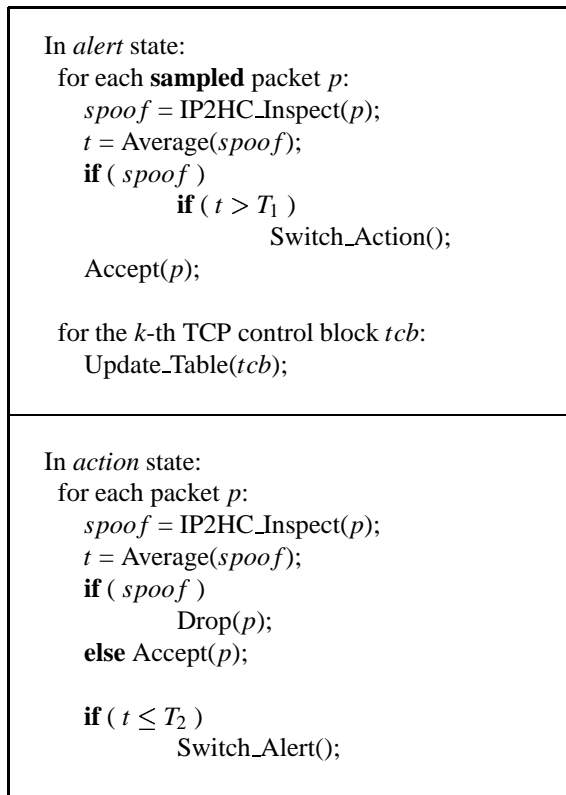 In alert state:
for each sampled packet p:
spoof = IP2HC_Inspect(p);
t = Average(spoof);
if ( spoof )
if ( t > T₁ )
Switch_Action();
Accept(p);
for the k-th TCP control block tcb:
Update_Table(tcb);
In action state:
for each packet p:
spoof = IP2HC_Inspect(p);
t = Average(spoof);
if ( spoof )
Drop(p);
else Accept(p);
if ( t ≤ T₂ )
Switch_Alert();